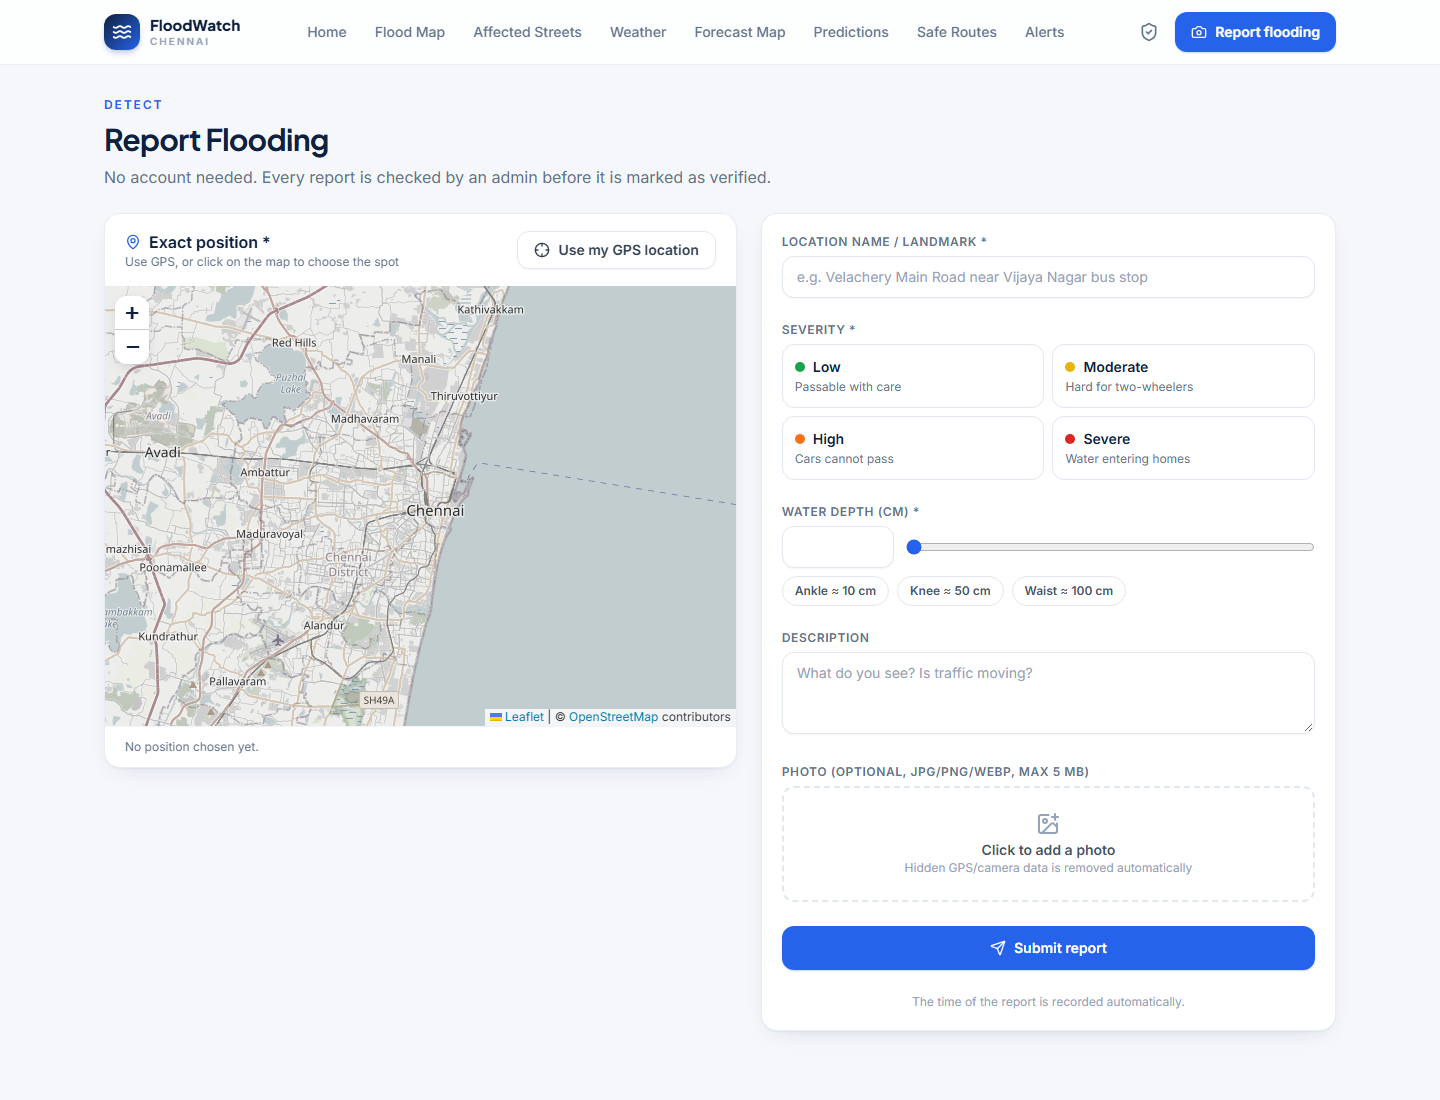 FloodWatch
CHENNAI
Home
Flood Map
Affected Streets
Weather
Forecast Map
Predictions
Safe Routes
Alerts
Report flooding
DETECT
Report Flooding
No account needed. Every report is checked by an admin before it is marked as verified.
Exact position *
Use GPS, or click on the map to choose the spot
Use my GPS location
+
−
Kathivakkam
Red Hills
Manali
Puzhal
Lake
Thiruvottiyur
Avadi
Madhavaram
Avadi
Ambattur
Chennai
Maduravoyal
mazhisai
Chennai
District
Poonamallee
ambakkam
ake
Alandur
Kundrathur
Pallavaram
SH49A
Leaflet | © OpenStreetMap contributors
No position chosen yet.
LOCATION NAME / LANDMARK *
e.g. Velachery Main Road near Vijaya Nagar bus stop
SEVERITY *
Low
Passable with care
Moderate
Hard for two-wheelers
High
Cars cannot pass
Severe
Water entering homes
WATER DEPTH (CM) *
Ankle ≈ 10 cm
Knee ≈ 50 cm
Waist ≈ 100 cm
DESCRIPTION
What do you see? Is traffic moving?
PHOTO (OPTIONAL, JPG/PNG/WEBP, MAX 5 MB)
Click to add a photo
Hidden GPS/camera data is removed automatically
Submit report
The time of the report is recorded automatically.